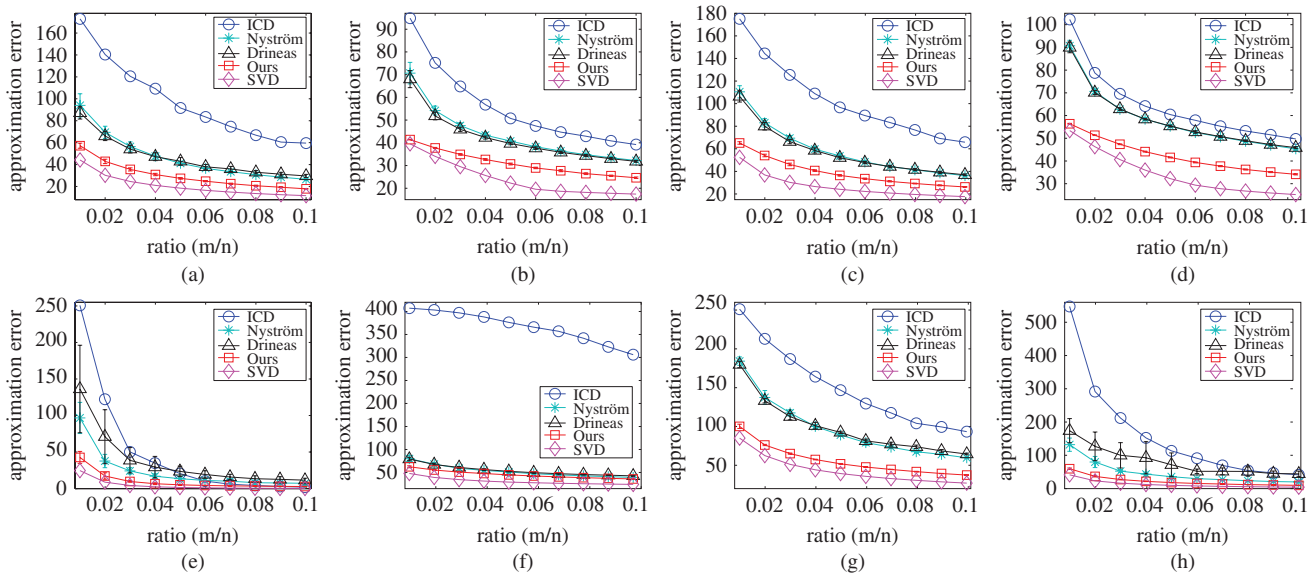 approximation error
160
140
120
100
80
60
40
20
0.02 0.04 0.06 0.08 0.1
ICD
Nyström
Drineas
Ours
SVD
ratio (m/n)
(a)
approximation error
90
80
70
60
50
40
30
20
0.02 0.04 0.06 0.08 0.1
ICD
Nyström
Drineas
Ours
SVD
ratio (m/n)
(b)
approximation error
180
160
140
120
100
80
60
40
20
0.02 0.04 0.06 0.08 0.1
ICD
Nyström
Drineas
Ours
SVD
ratio (m/n)
(c)
approximation error
100
90
80
70
60
50
40
30
0.02 0.04 0.06 0.08 0.1
ICD
Nyström
Drineas
Ours
SVD
ratio (m/n)
(d)
approximation error
250
200
150
100
50
0
0.02 0.04 0.06 0.08 0.1
ICD
Nyström
Drineas
Ours
SVD
ratio (m/n)
(e)
approximation error
400
350
300
250
200
150
100
50
0.02 0.04 0.06 0.08 0.1
ICD
Nyström
Drineas
Ours
SVD
ratio (m/n)
(f)
approximation error
250
200
150
100
50
0.02 0.04 0.06 0.08 0.1
ICD
Nyström
Drineas
Ours
SVD
ratio (m/n)
(g)
approximation error
500
400
300
200
100
0
0.02 0.04 0.06 0.08 0.1
ICD
Nyström
Drineas
Ours
SVD
ratio (m/n)
(h)